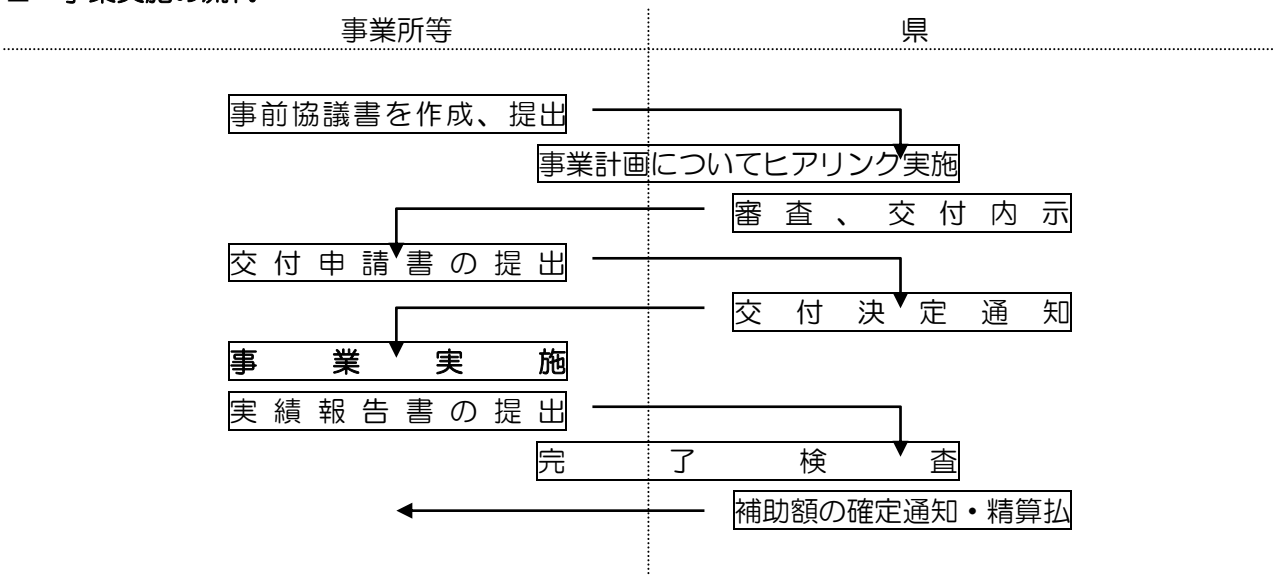 事業所等
県
事前協議書を作成、提出
事業計画についてヒアリング実施
審査、交付内示
交付申請書の提出
交付決定通知
事業実施
実績報告書の提出
完了検査
補助額の確定通知・精算払